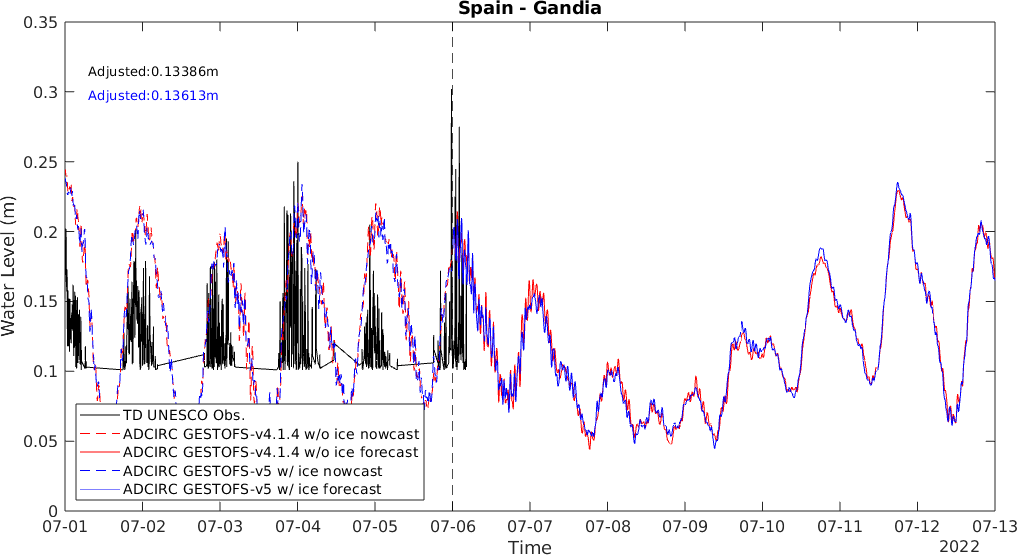 Spain - Gandia
Adjusted:0.13386m
Adjusted:0.13613m
0.35
0.3
0.25
0.2
0.15
0.1
0.05
0
Water Level (m)
TD UNESCO Obs.
ADCIRC GESTOFS-v4.1.4 w/o ice nowcast
ADCIRC GESTOFS-v4.1.4 w/o ice forecast
ADCIRC GESTOFS-v5 w/ ice nowcast
ADCIRC GESTOFS-v5 w/ ice forecast
07-01 07-02 07-03 07-04 07-05 07-06 07-07 07-08 07-09 07-10 07-11 07-12 07-13
2022
Time